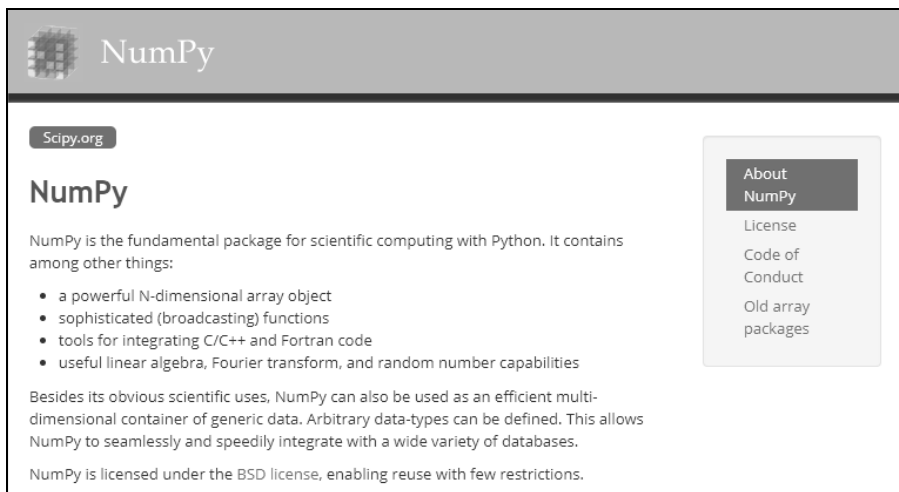 NumPy
Scipy.org
NumPy
NumPy is the fundamental package for scientific computing with Python. It contains
among other things:
• a powerful N-dimensional array object
• sophisticated (broadcasting) functions
• tools for integrating C/C++ and Fortran code
• useful linear algebra, Fourier transform, and random number capabilities
Besides its obvious scientific uses, NumPy can also be used as an efficient multi-
dimensional container of generic data. Arbitrary data-types can be defined. This allows
NumPy to seamlessly and speedily integrate with a wide variety of databases.
NumPy is licensed under the BSD license, enabling reuse with few restrictions.
About
NumPy
License
Code of
Conduct
Old array
packages